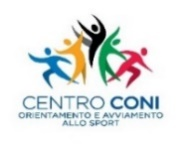 CENTRO CONI
ORIENTAMENTO E AVVIAMENTO
ALLO SPORT